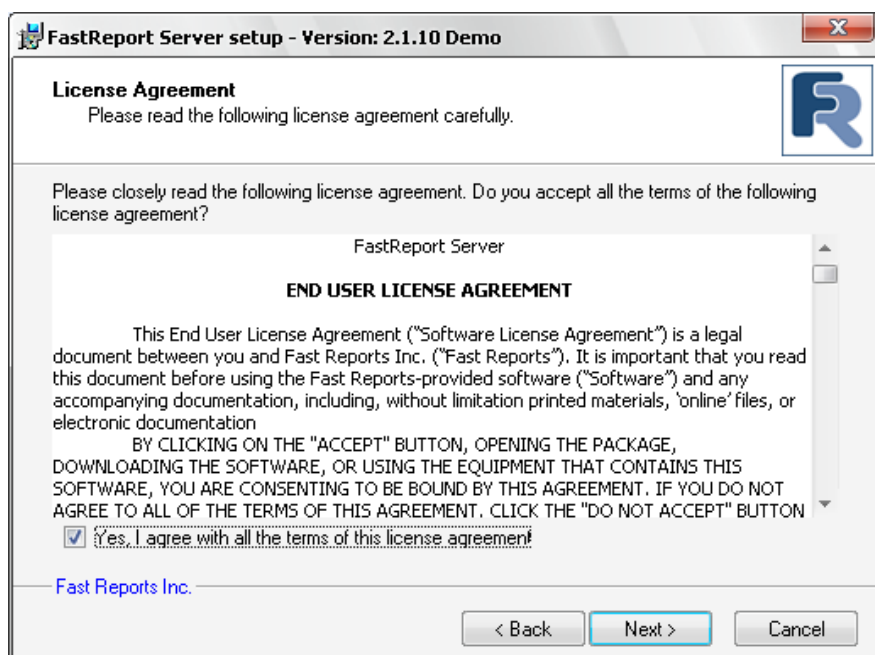 FastReport Server setup - Version: 2.1.10 Demo
License Agreement
Please read the following license agreement carefully.
FR
Please closely read the following license agreement. Do you accept all the terms of the following
license agreement?
FastReport Server
END USER LICENSE AGREEMENT
This End User License Agreement ("Software License Agreement") is a legal
document between you and Fast Reports Inc. ("Fast Reports"). It is important that you read
this document before using the Fast Reports-provided software ("Software") and any
accompanying documentation, including, without limitation printed materials, 'online' files, or
electronic documentation
BY CLICKING ON THE "ACCEPT" BUTTON, OPENING THE PACKAGE,
DOWNLOADING THE SOFTWARE, OR USING THE EQUIPMENT THAT CONTAINS THIS
SOFTWARE, YOU ARE CONSENTING TO BE BOUND BY THIS AGREEMENT. IF YOU DO NOT
AGREE TO ALL OF THE TERMS OF THIS AGREEMENT. CLICK THE "DO NOT ACCEPT" BUTTON
Yes, I agree with all the terms of this license agreement
Fast Reports Inc.
< Back
Next >
Cancel